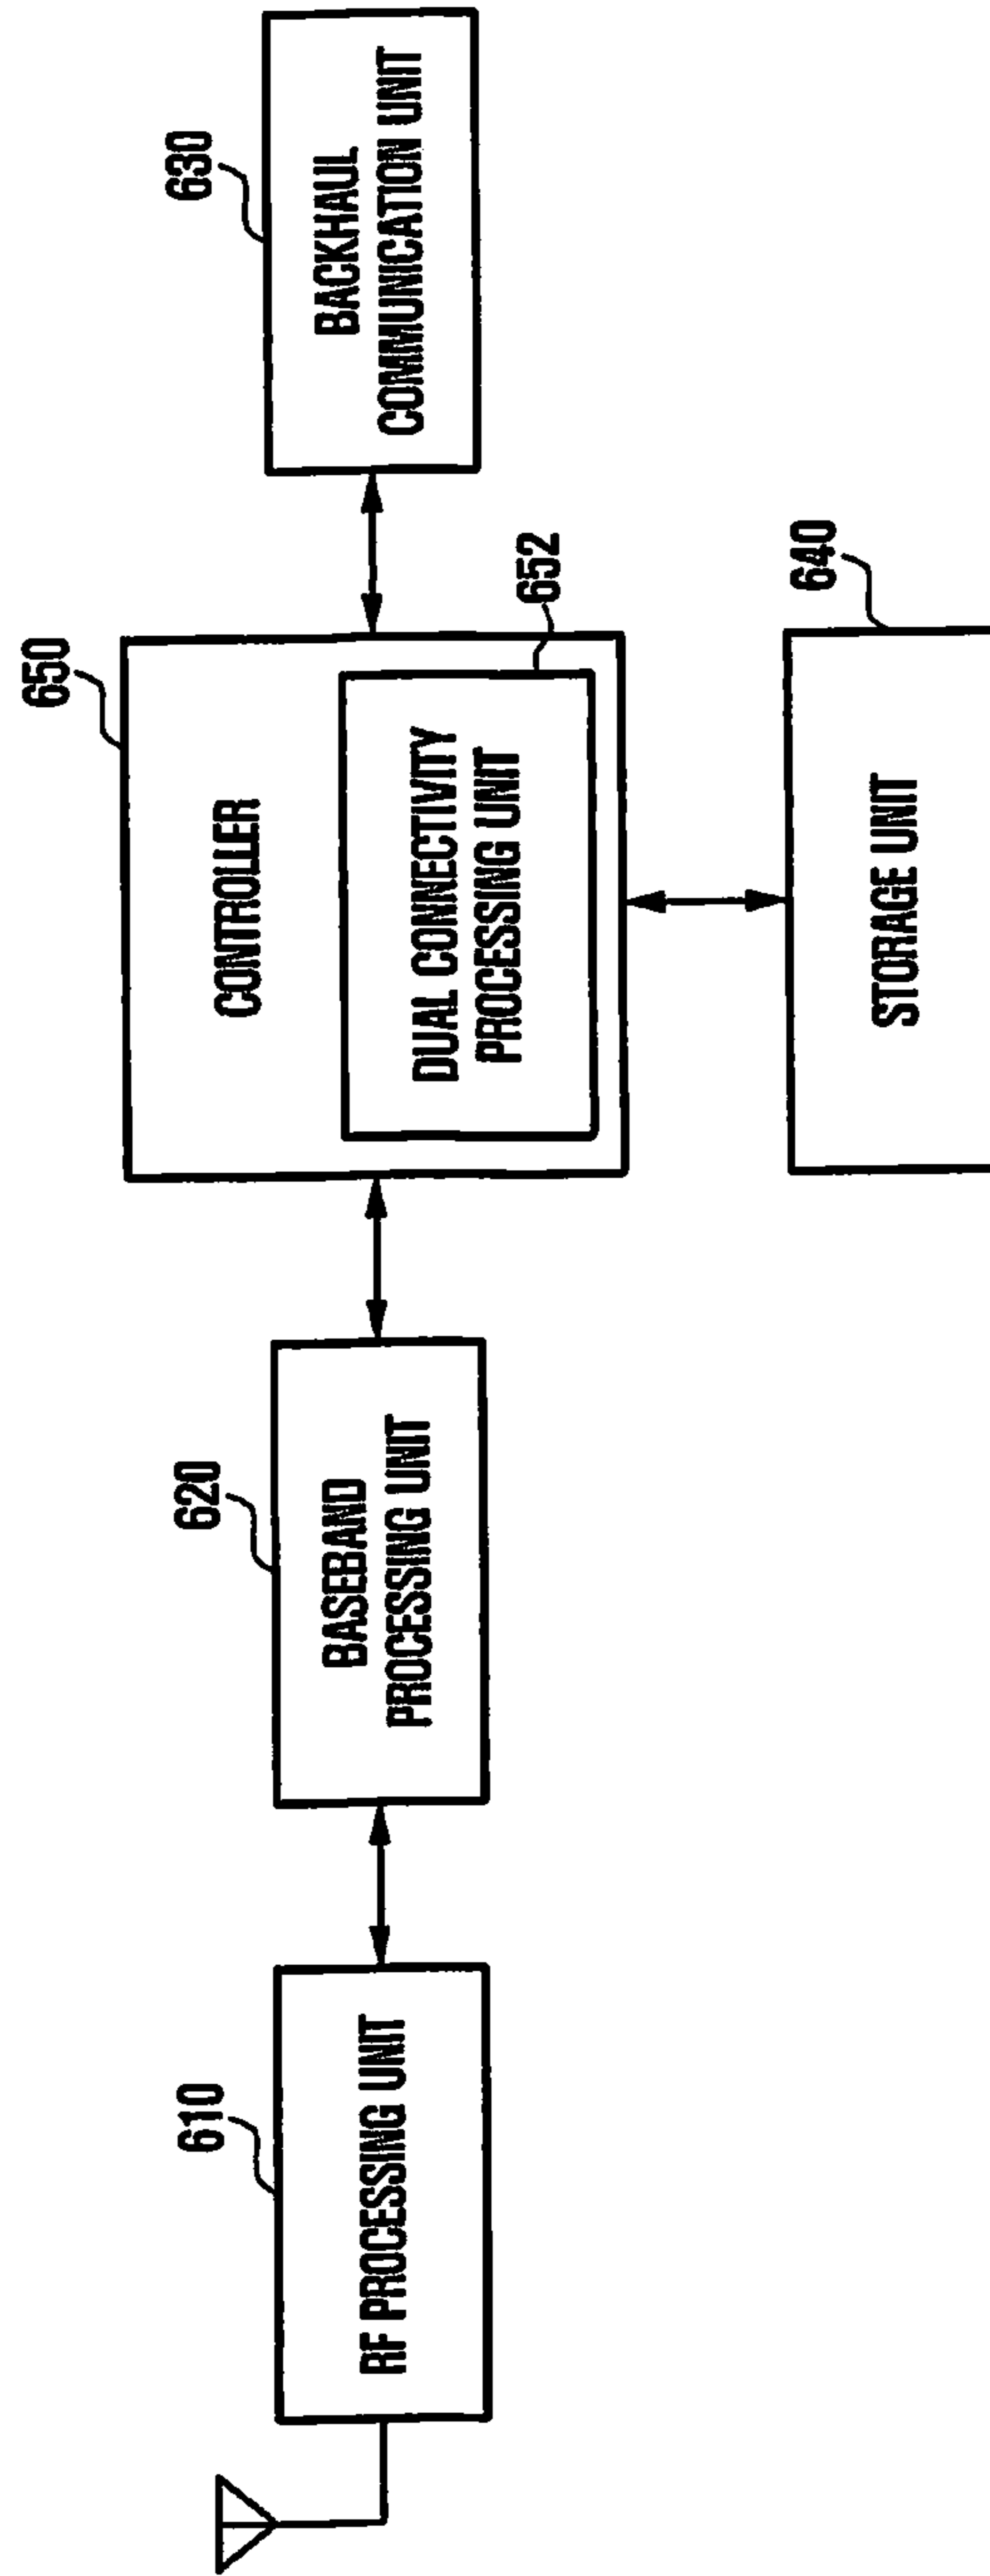 610
RF PROCESSING UNIT
620
BASEBAND
PROCESSING UNIT
650
CONTROLLER
652
DUAL CONNECTIVITY
PROCESSING UNIT
630
BACKHAUL
COMMUNICATION UNIT
640
STORAGE UNIT